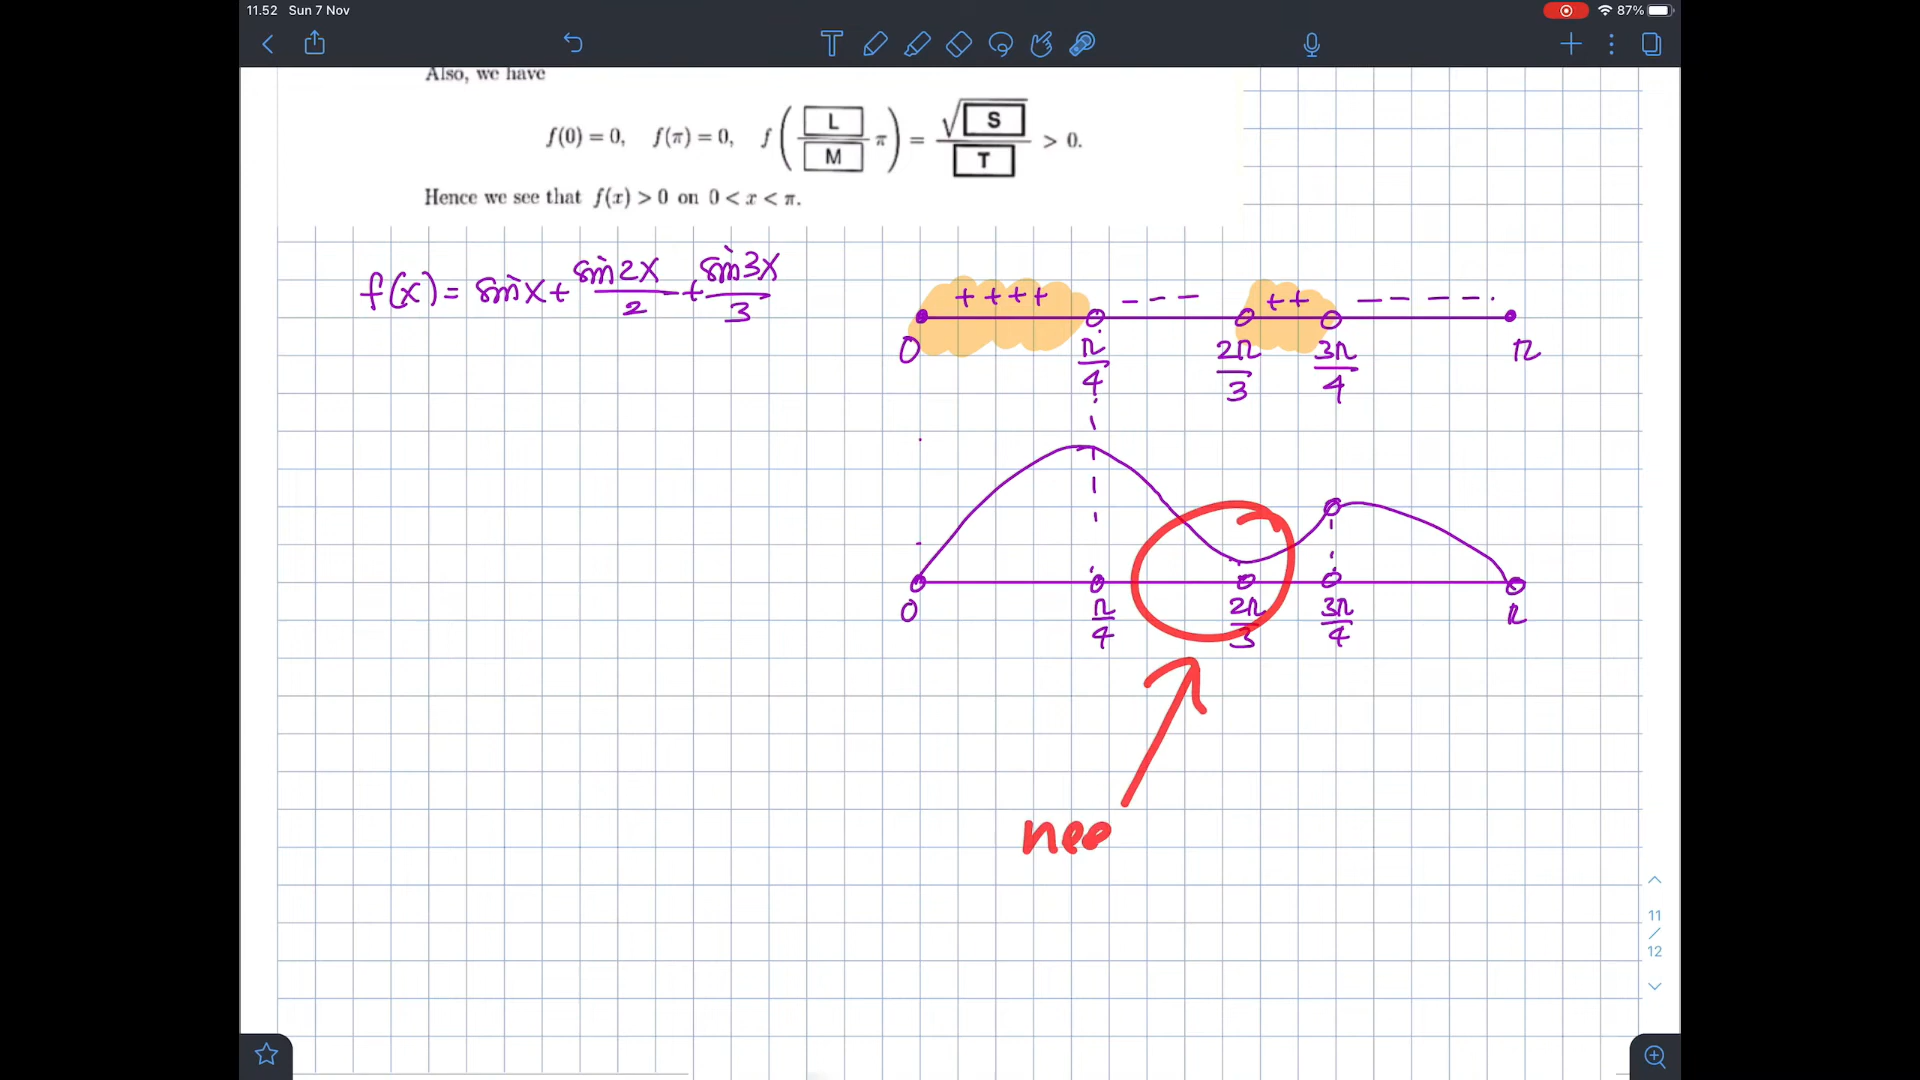 11.52 Sun 7 Nov
87%
Also, we have
f(0) = 0, f(π) = 0, f( L / M π ) = √S / T > 0.
Hence we see that f(x) > 0 on 0 < x < π.
f(x) = sin x + sin 2x / 2 + sin 3x / 3
+ + + + - - - + + - - - - - -
0 π/4 2π/3 3π/4 π
0 π/4 2π/3 3π/4 π
nee
11
/
12